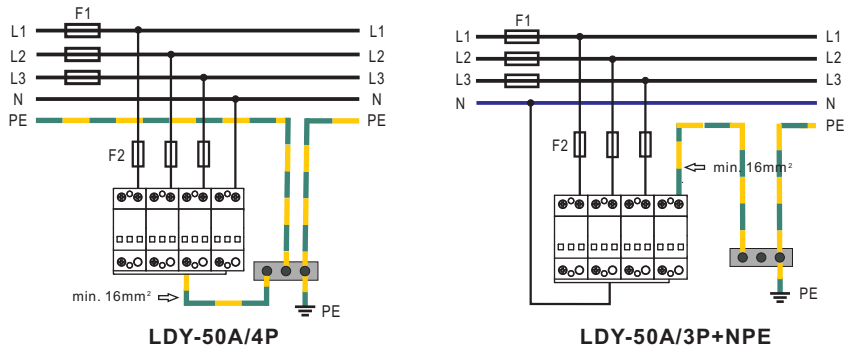 F1
L1 L1
L2 L2
L3 L3
N N
PE PE
F2
min. 16mm²
PE
LDY-50A/4P
F1
L1 L1
L2 L2
L3 L3
N N
PE
F2
min. 16mm²
PE
LDY-50A/3P+NPE